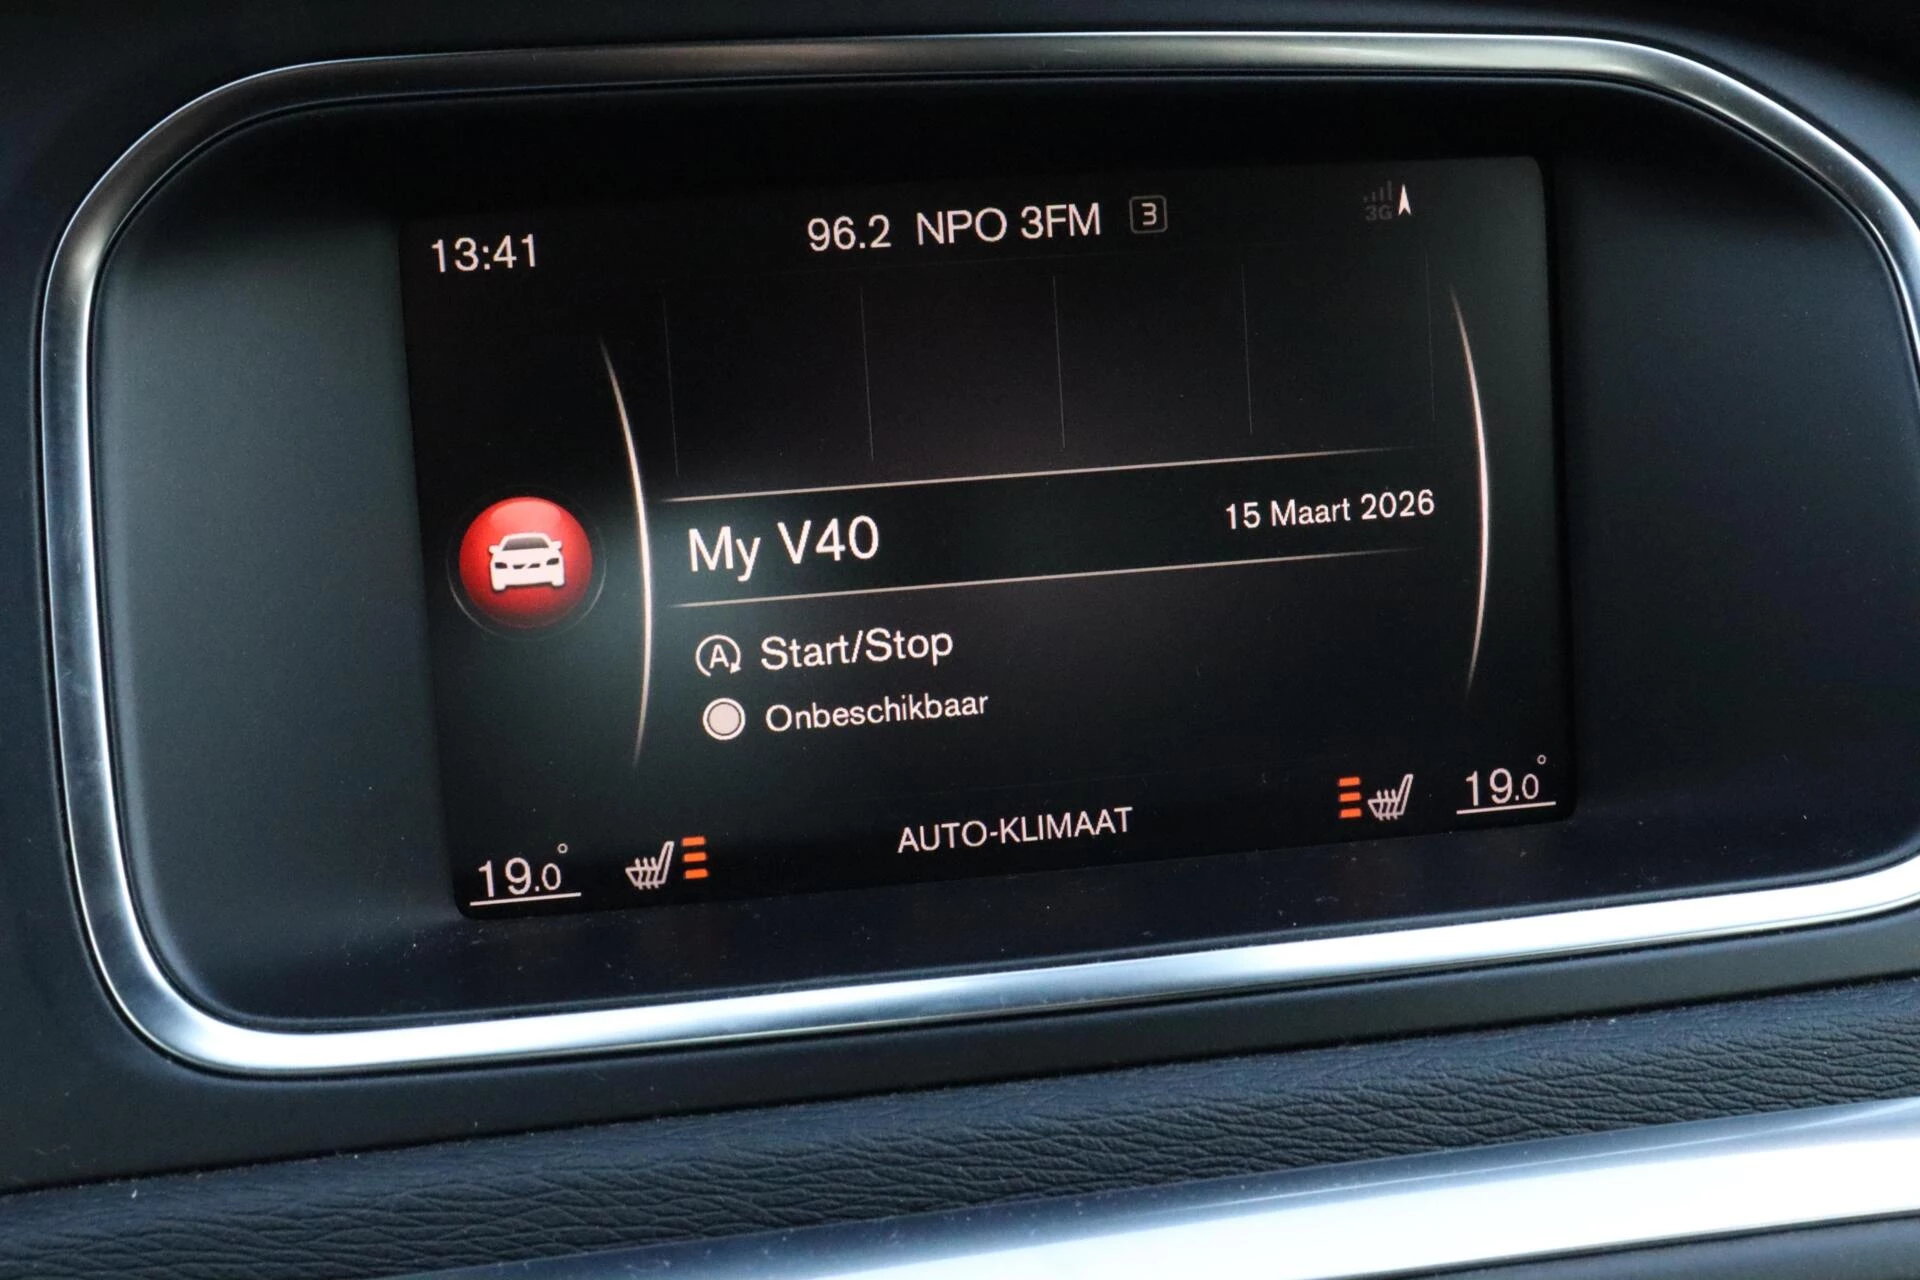 13:41
96.2 NPO 3FM 3
3G
My V40
15 Maart 2026
A Start/Stop
Onbeschikbaar
19.0°
AUTO-KLIMAAT
19.0°